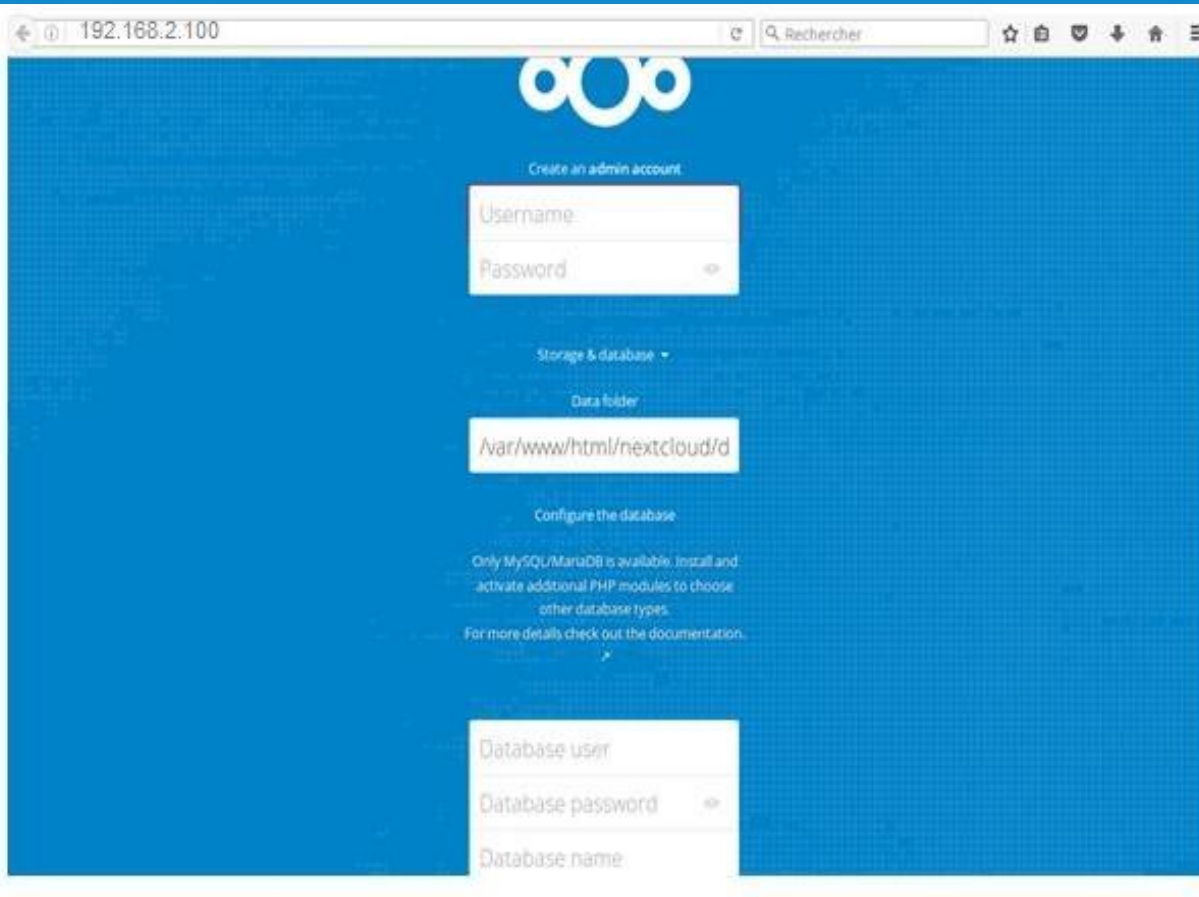 192.168.2.100
Rechercher
Create an admin account
Username
Password
Storage & database
Data folder
/var/www/html/nextcloud/d
Configure the database
Only MySQL/MariaDB is available. Install and
activate additional PHP modules to choose
other database types.
For more details check out the documentation.
Database user
Database password
Database name